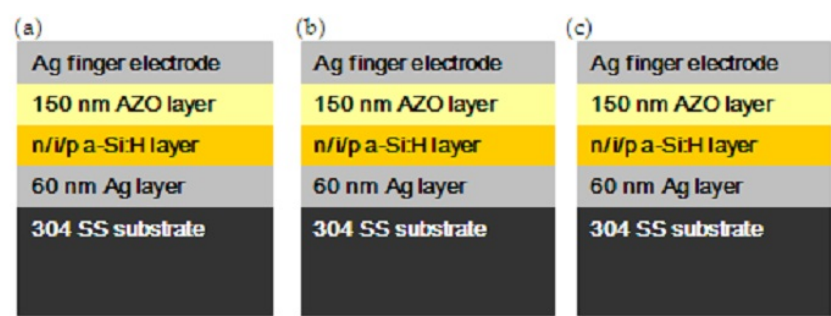 (a)
Ag finger electrode
150 nm AZO layer
n/i/p a-Si:H layer
60 nm Ag layer
304 SS substrate
(b)
Ag finger electrode
150 nm AZO layer
n/i/p a-Si:H layer
60 nm Ag layer
304 SS substrate
(c)
Ag finger electrode
150 nm AZO layer
n/i/p a-Si:H layer
60 nm Ag layer
304 SS substrate